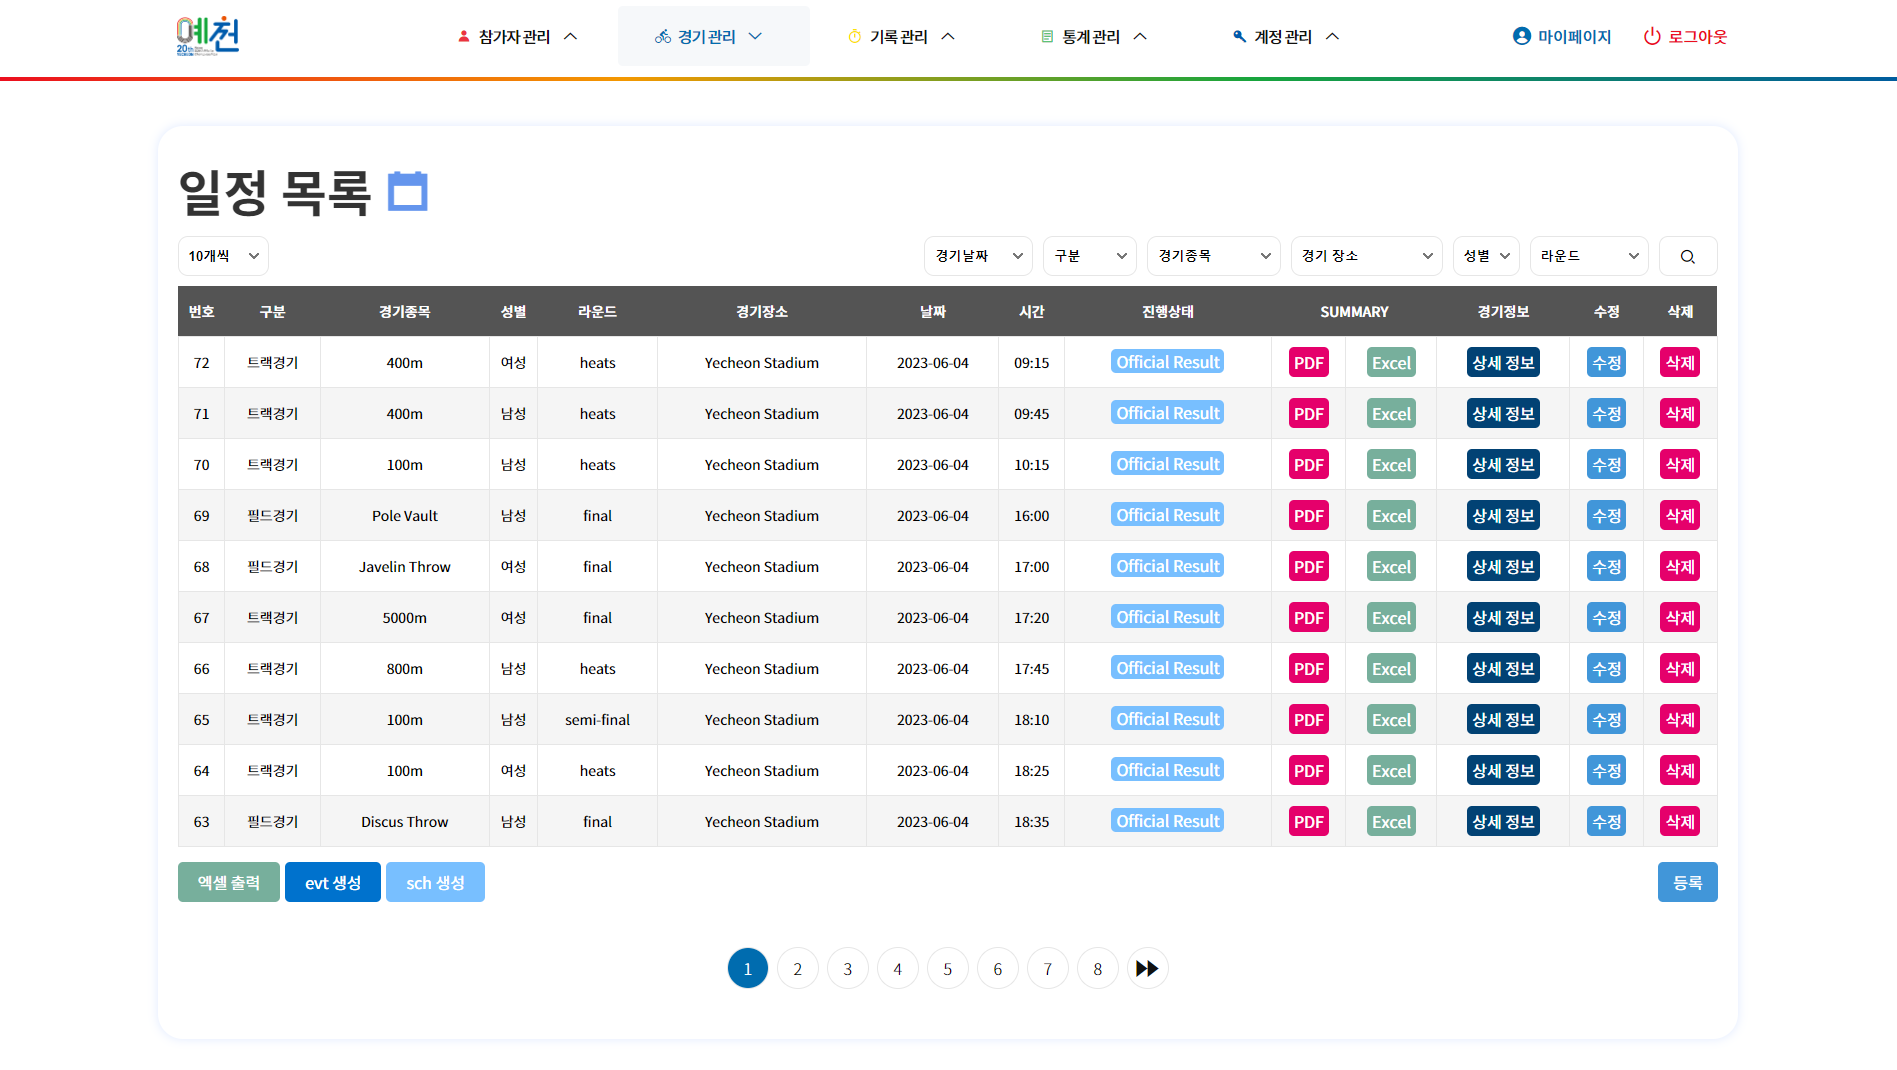 예천
20th
참가자 관리
경기 관리
기록 관리
통계 관리
계정 관리
마이페이지
로그아웃
일정 목록
10개씩
경기날짜
구분
경기종목
경기 장소
성별
라운드
번호 구분 경기종목 성별 라운드 경기장소 날짜 시간 진행상태 SUMMARY 경기정보 수정 삭제
72 트랙경기 400m 여성 heats Yecheon Stadium 2023-06-04 09:15 Official Result PDF Excel 상세 정보 수정 삭제
71 트랙경기 400m 남성 heats Yecheon Stadium 2023-06-04 09:45 Official Result PDF Excel 상세 정보 수정 삭제
70 트랙경기 100m 남성 heats Yecheon Stadium 2023-06-04 10:15 Official Result PDF Excel 상세 정보 수정 삭제
69 필드경기 Pole Vault 남성 final Yecheon Stadium 2023-06-04 16:00 Official Result PDF Excel 상세 정보 수정 삭제
68 필드경기 Javelin Throw 여성 final Yecheon Stadium 2023-06-04 17:00 Official Result PDF Excel 상세 정보 수정 삭제
67 트랙경기 5000m 여성 final Yecheon Stadium 2023-06-04 17:20 Official Result PDF Excel 상세 정보 수정 삭제
66 트랙경기 800m 남성 heats Yecheon Stadium 2023-06-04 17:45 Official Result PDF Excel 상세 정보 수정 삭제
65 트랙경기 100m 남성 semi-final Yecheon Stadium 2023-06-04 18:10 Official Result PDF Excel 상세 정보 수정 삭제
64 트랙경기 100m 여성 heats Yecheon Stadium 2023-06-04 18:25 Official Result PDF Excel 상세 정보 수정 삭제
63 필드경기 Discus Throw 남성 final Yecheon Stadium 2023-06-04 18:35 Official Result PDF Excel 상세 정보 수정 삭제
엑셀 출력
evt 생성
sch 생성
등록
1 2 3 4 5 6 7 8